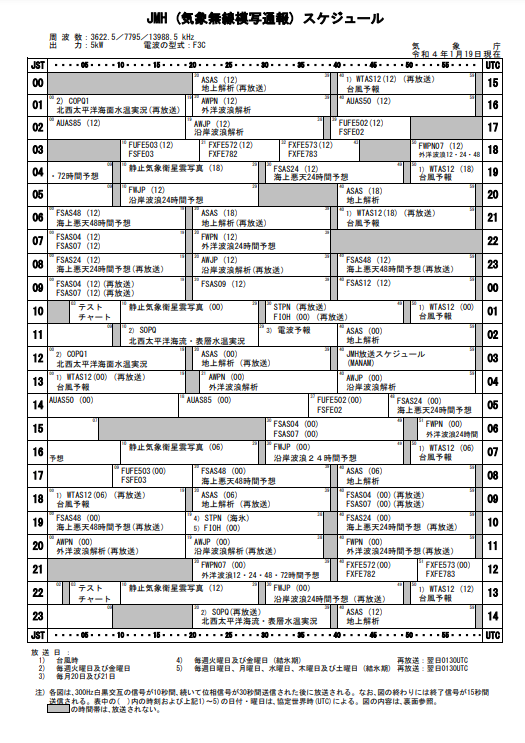 JMH（気象無線模写通報）スケジュール
周 波 数：3622.5／7795／13988.5 kHz
出 　 力：5kW 　 電波の型式：F3C
気 象 庁
令和4年1月19日現在
JST 05 10 15 20 25 30 35 40 45 50 55 UTC
00 ASAS (12) 1) WTAS12(12) (再放送) 15
地上解析(再放送) 台風予報
01 2) COPQ1 AWPN (12) AUAS50 (12) 16
北西太平洋海面水温実況(再放送) 外洋波浪解析
02 AUAS85 (12) AWJP (12) FUFE502(12) 17
沿岸波浪解析 FSFE02
03 FUFE503(12) FXFE572(12) FXFE573(12) FWPN07 (12) 18
FSFE03 FXFE782 FXFE783 外洋波浪12・24・48
04 静止気象衛星雲写真 (18) FSAS24 (12) 1) WTAS12 (18) 19
・72時間予想 海上悪天24時間予想 台風予報
05 FWJP (12) ASAS (18) 20
沿岸波浪24時間予想 地上解析
06 FSAS48 (12) ASAS (18) 1) WTAS12(18) (再放送) 21
海上悪天48時間予想 地上解析(再放送) 台風予報
07 FSAS04 (12) FWPN (12) 22
FSAS07 (12) 外洋波浪24時間予想
08 FSAS24 (12) AWJP (12) FSAS48 (12) 23
海上悪天24時間予想(再放送) 沿岸波浪解析(再放送) 海上悪天48時間予想(再放送)
09 FSAS04 (12)(再放送) FSAS09 (12) FSAS12 (12) 00
FSAS07 (12)(再放送)
10 テスト 静止気象衛星雲写真 (00) STPN (再放送) 1) WTAS12 (00) 01
チャート FIOH (00) (再放送) 台風予報
11 2) SOPQ 3) 電波予報 ASAS (00) 02
北西太平洋海流・表層水温実況 地上解析
12 2) COPQ1 ASAS (00) JMH放送スケジュール 03
北西太平洋海面水温実況 地上解析 (再放送) (MANAM)
13 1) WTAS12(00) (再放送) AWPN (00) AWJP (00) 04
台風予報 外洋波浪解析 沿岸波浪解析
14 AUAS50 (00) AUAS85 (00) FUFE502(00) FSAS24 (00) 05
FSFE02 海上悪天24時間予想
15 FSAS04 (00) FWPN (00) 06
FSAS07 (00) 外洋波浪24時間
16 静止気象衛星雲写真 (06) FWJP (00) 1) WTAS12 (06) 07
予想 沿岸波浪２４時間予想 台風予報
17 FUFE503(00) FSAS48 (00) ASAS (06) 08
FSFE03 海上悪天48時間予想 地上解析
18 1) WTAS12(06) (再放送) ASAS (06) FSAS04 (00)(再放送) 09
台風予報 地上解析 (再放送) FSAS07 (00)(再放送)
19 FSAS48 (00) 4) STPN (海氷) FSAS24 (00) 10
海上悪天48時間予想(再放送) 5) FIOH (00) 海上悪天24時間予想(再放送)
20 AWPN (00) AWJP (00) FWPN (00) 11
外洋波浪解析(再放送) 沿岸波浪解析(再放送) 外洋波浪24時間予想(再放送)
21 FWPN07 (00) FXFE572 (00) FXFE573 (00) 12
外洋波浪12・24・48・72時間予想 FXFE782 FXFE783
22 テスト 静止気象衛星雲写真 (12) FWJP (00) 1) WTAS12 (12) 13
チャート 沿岸波浪24時間予想 (再放送) 台風予報
23 2) SOPQ(再放送) ASAS (12) 14
北西太平洋海流・表層水温実況 地上解析
JST 05 10 15 20 25 30 35 40 45 50 55 UTC
放 送 日：
1) 台風時 4) 毎週火曜日及び金曜日（結氷期） 再放送：翌日0130UTC
2) 毎週火曜日及び金曜日 5) 毎週日曜日、月曜日、水曜日、木曜日及び土曜日（結氷期） 再放送：翌日0130UTC
3) 毎月20日及び21日
注） 各図は、300Hz白黒交互の信号が10秒間、続いて位相信号が30秒間送信された後に放送される。なお、図の終わりには終了信号が15秒間
送信される。表中の（　）内の時刻および上記1)～5)の日付・曜日は、協定世界時(UTC)による。図の内容は、裏面参照。
の時間帯は、放送されない。